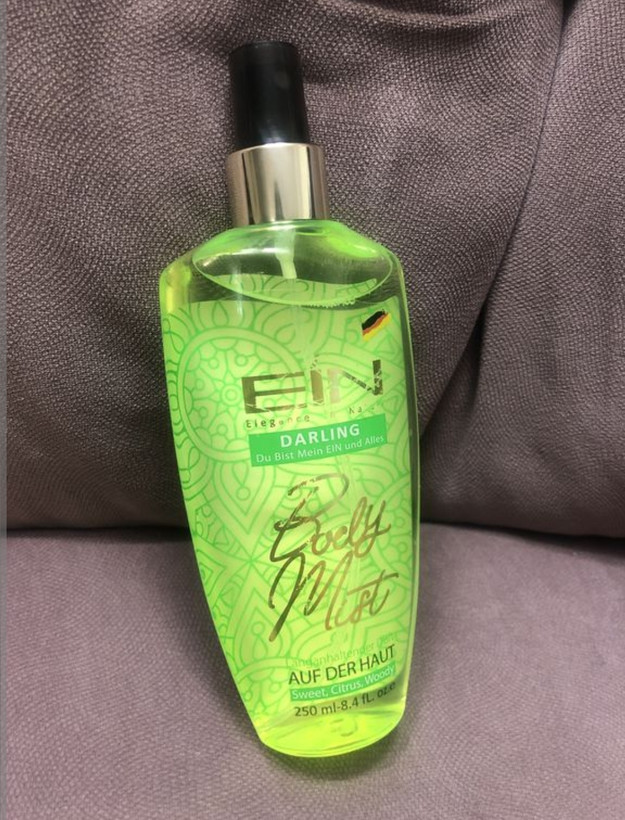 EIN
Elegance
DARLING
Du Bist Mein EIN und Alles
Body
Mist
AUF DER HAUT
Sweet, Citrus, Woody
250 ml-8.4 fl. oz.e